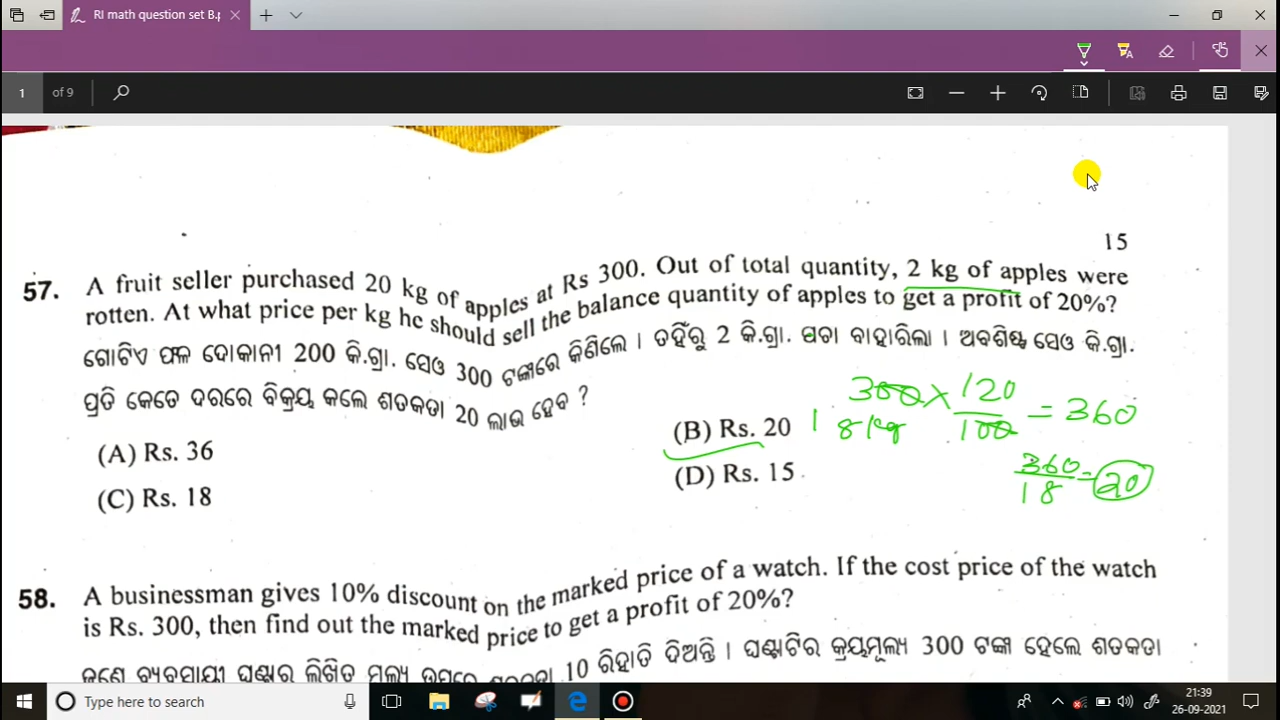 RI math question set B.p
1 of 9
15
57. A fruit seller purchased 20 kg of apples at Rs 300. Out of total quantity, 2 kg of apples were
rotten. At what price per kg he should sell the balance quantity of apples to get a profit of 20%?
ଗୋଟିଏ ଫଳ ଦୋକାନୀ 200 କି.ଗ୍ରା. ସେଓ 300 ଟଙ୍କାରେ କିଣିଲେ । ତହିଁରୁ 2 କି.ଗ୍ରା. ପଚା ବାହାରିଲା । ଅବଶିଷ୍ଟ ସେଓ କି.ଗ୍ରା.
ପ୍ରତି କେତେ ଦରରେ ବିକ୍ରୟ କଲେ ଶତକଡା 20 ଲାଭ ହେବ ?
300 × 120/100 = 360
18 kg
(A) Rs. 36
(B) Rs. 20
360/18 = 20
(C) Rs. 18
(D) Rs. 15
58. A businessman gives 10% discount on the marked price of a watch. If the cost price of the watch
is Rs. 300, then find out the marked price to get a profit of 20%?
ଜଣେ ବ୍ୟବସାୟୀ ଘଣ୍ଟାର ଲିଖିତ ମୂଲ୍ୟ ଉପରେ 10 ରିହାତି ଦିଅନ୍ତି । ଘଣ୍ଟାଟିର କ୍ରୟମୂଲ୍ୟ 300 ଟଙ୍କା ହେଲେ ଶତକଡା
Type here to search
21:39
26-09-2021